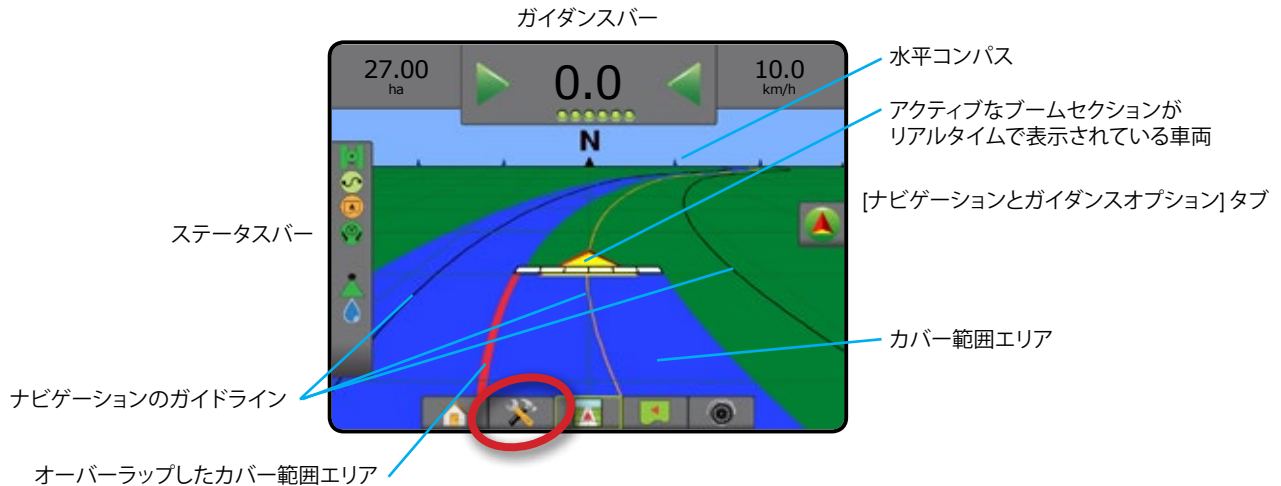 ガイダンスバー
27.00
ha
0.0
10.0
km/h
N
水平コンパス
アクティブなブームセクションが
リアルタイムで表示されている車両
[ナビゲーションとガイダンスオプション] タブ
ステータスバー
カバー範囲エリア
ナビゲーションのガイドライン
オーバーラップしたカバー範囲エリア